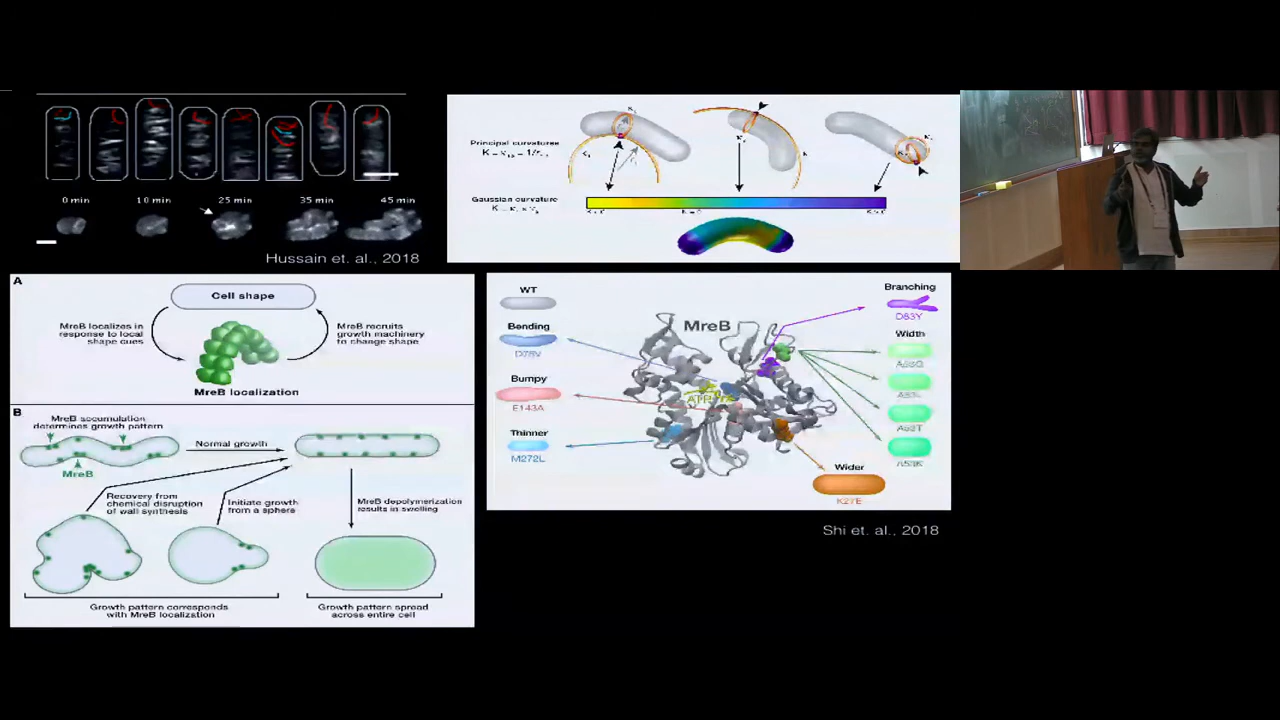 0 min
10 min
25 min
35 min
45 min
Hussain et. al., 2018
Principal curvatures
Gaussian curvature
A
Cell shape
MreB localizes in
response to local
shape cues
MreB recruits
growth machinery
to change shape
MreB localization
B
MreB accumulation
determines growth pattern
MreB
Normal growth
Recovery from
chemical disruption
of wall synthesis
Initiate growth
from a sphere
MreB depolymerization
results in swelling
Growth pattern corresponds
with MreB localization
Growth pattern spread
across entire cell
WT
Bending
Bumpy
E143A
Thinner
M272L
MreB
ATP
Branching
D83Y
Width
Wider
K27E
Shi et. al., 2018